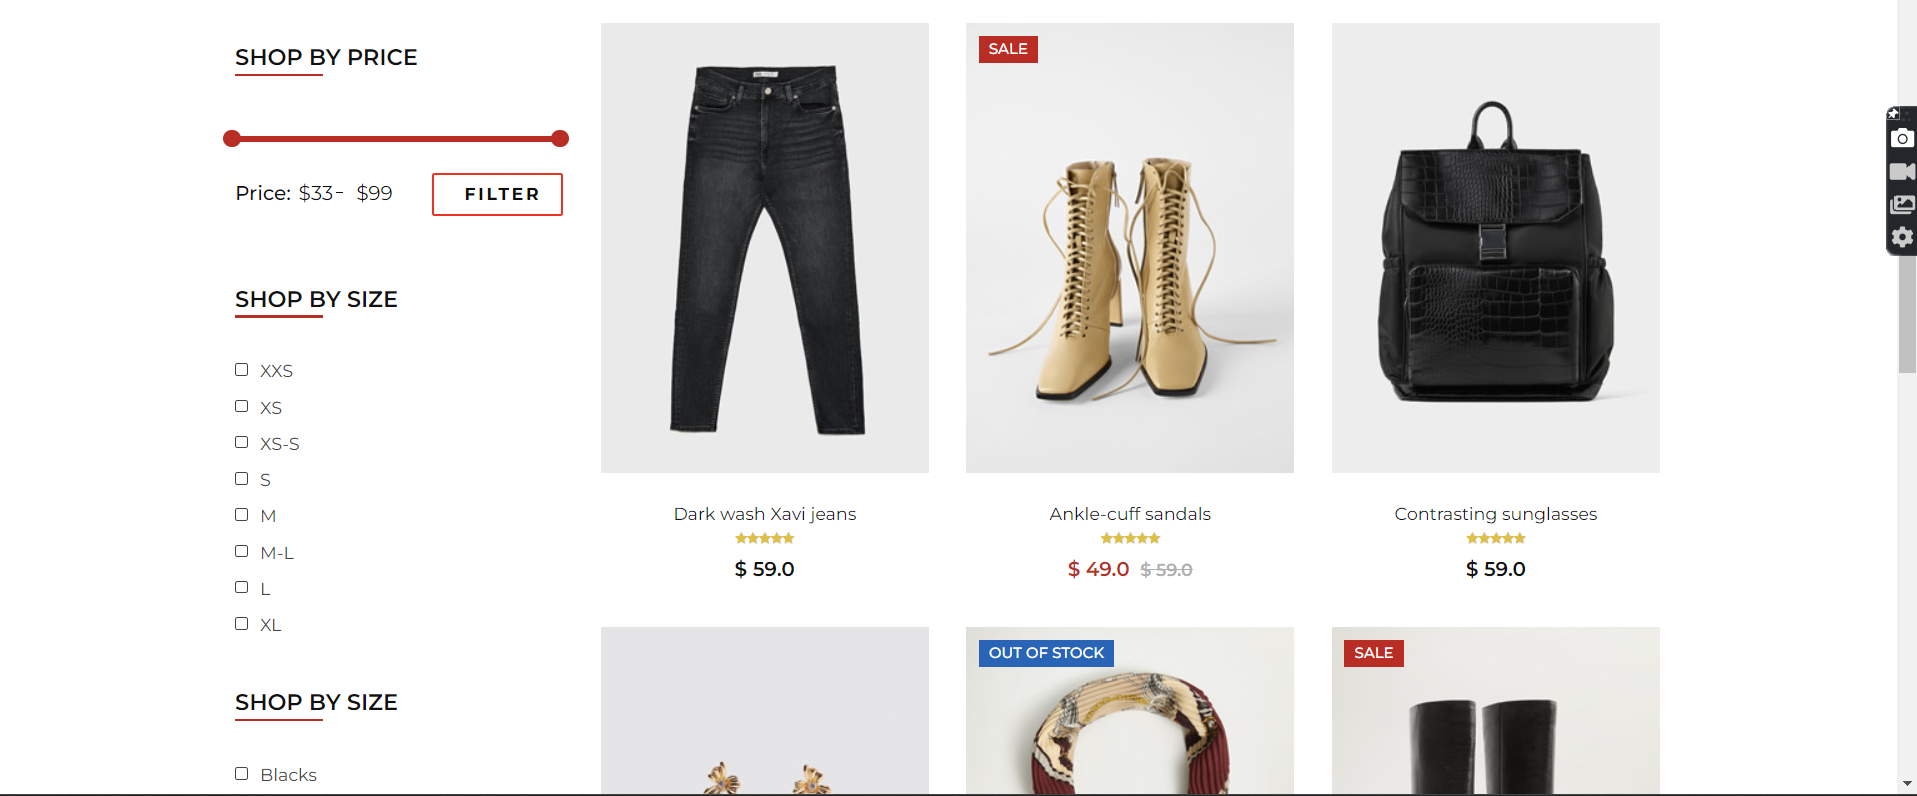 SHOP BY PRICE
Price: $33- $99
FILTER
SHOP BY SIZE
XXS
XS
XS-S
S
M
M-L
L
XL
SHOP BY SIZE
Blacks
Dark wash Xavi jeans
$ 59.0
SALE
Ankle-cuff sandals
$ 49.0 $ 59.0
Contrasting sunglasses
$ 59.0
OUT OF STOCK
SALE